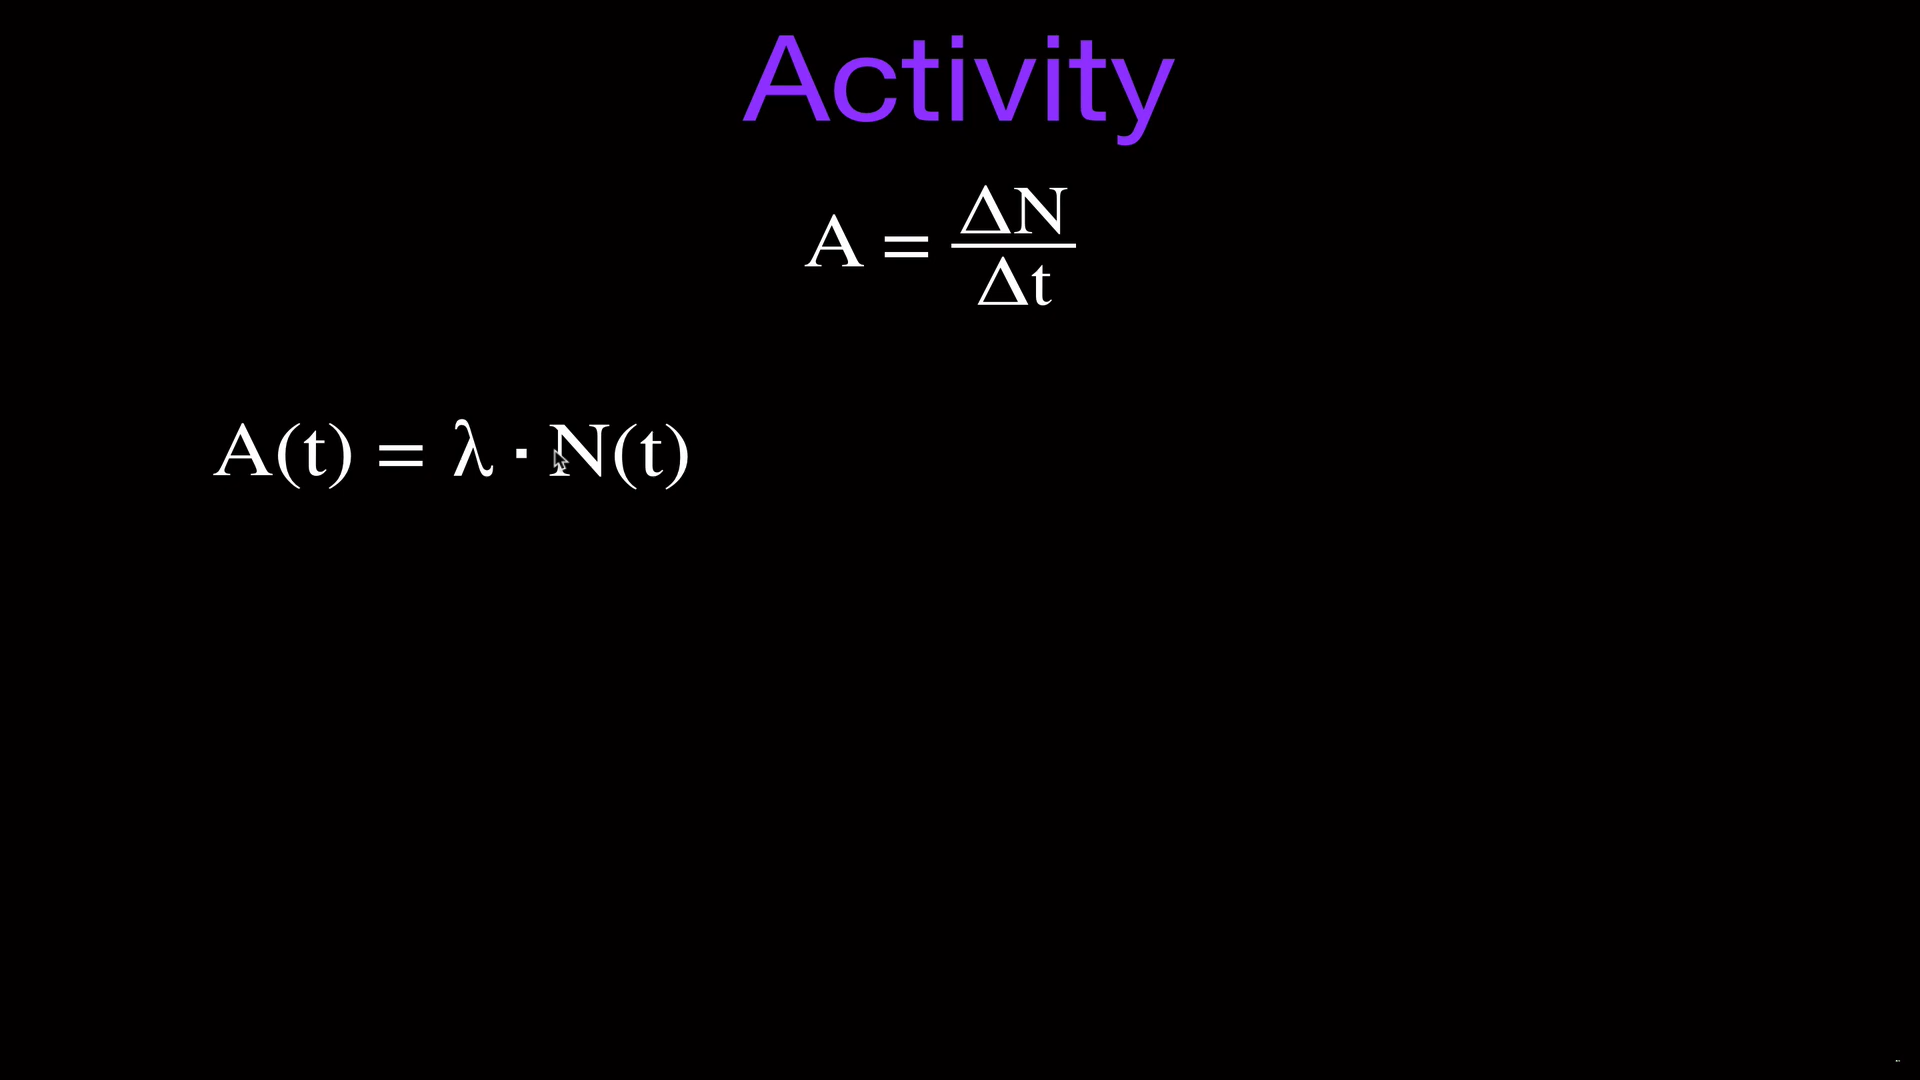 Activity
A = ΔN/Δt
A(t) = λ · N(t)